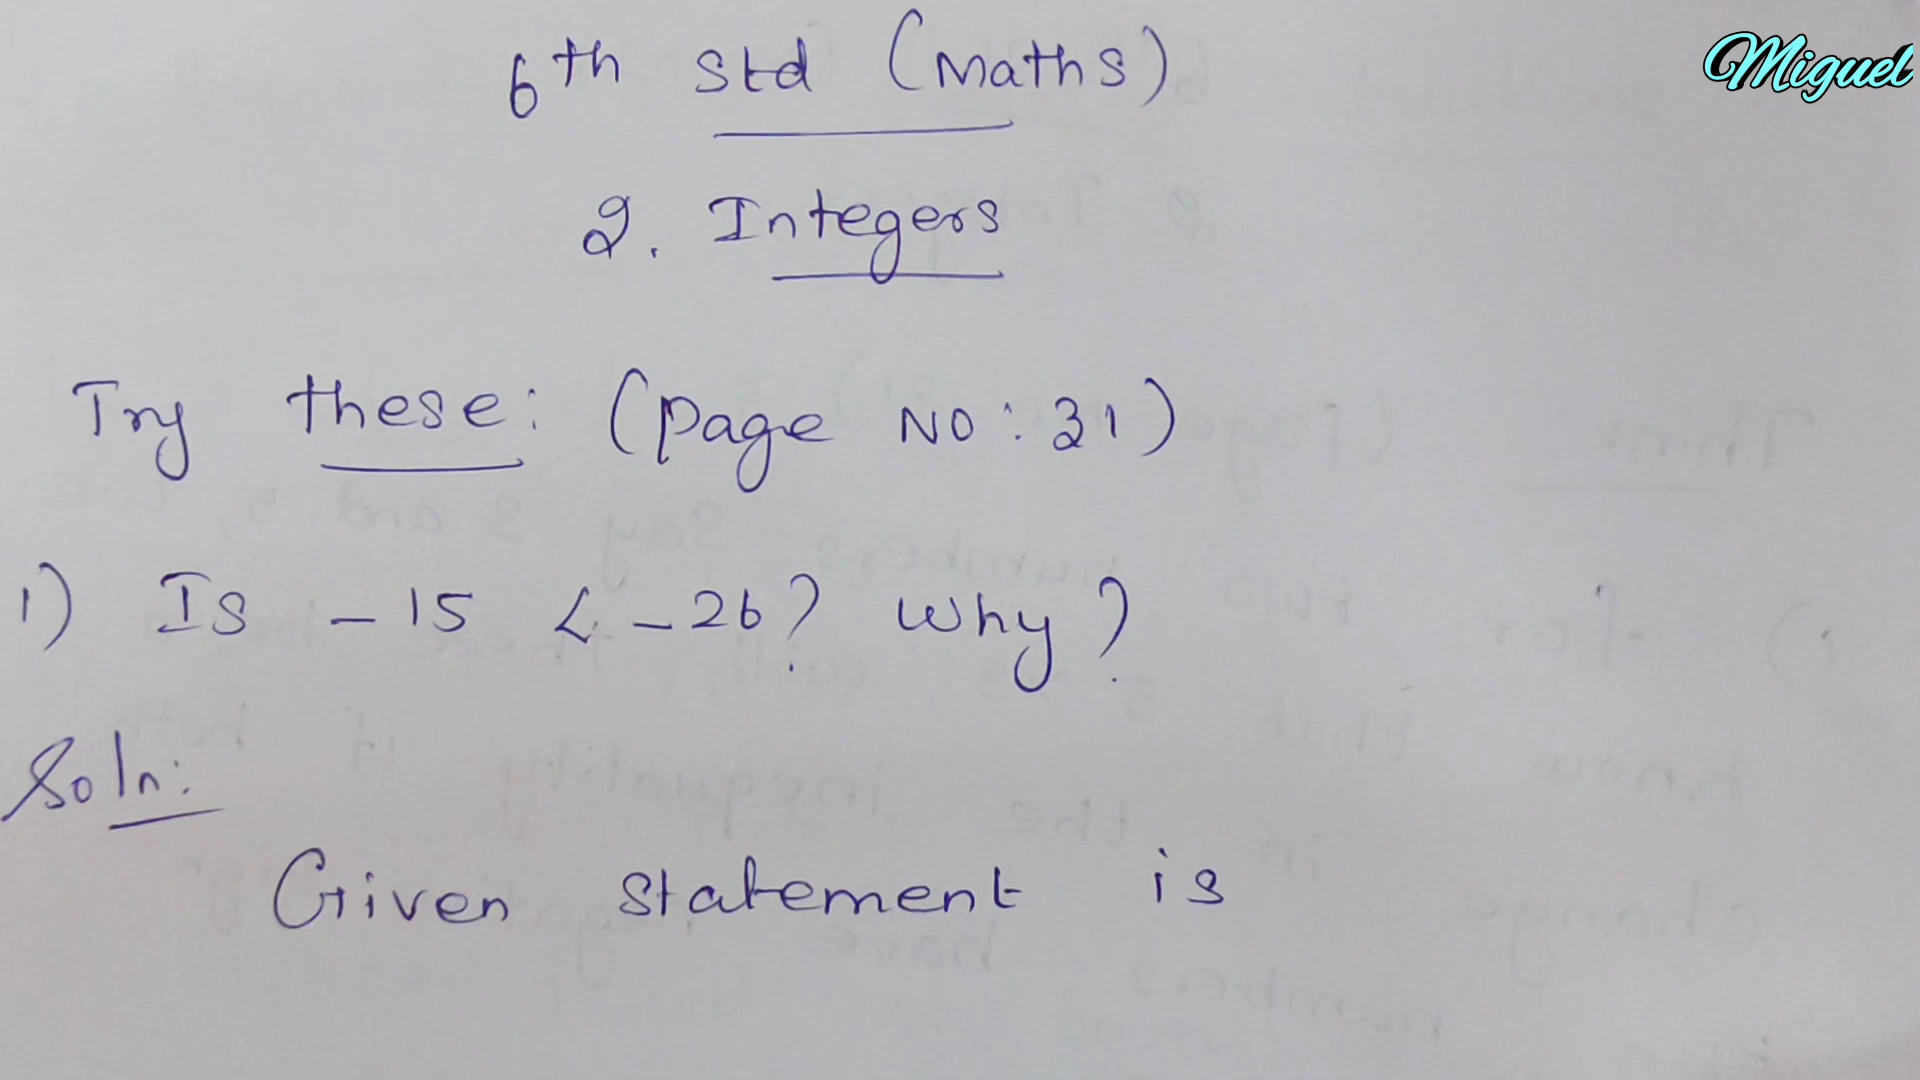 6th std (Maths)
Miguel
2. Integers
Try these: (Page No: 31)
1) Is -15 < -26? Why?
Soln:
Given statement is